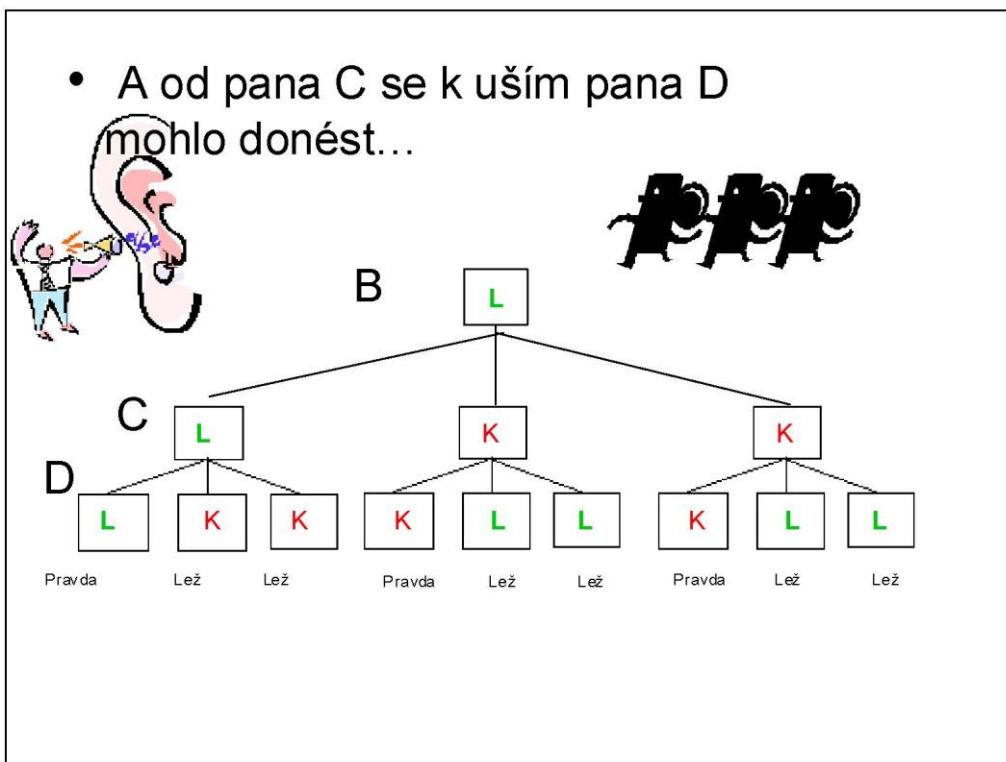 • A od pana C se k uším pana D
mohlo donést…
B
L
C
L K K
D
L K K K L L K L L
Pravda Lež Lež Pravda Lež Lež Pravda Lež Lež